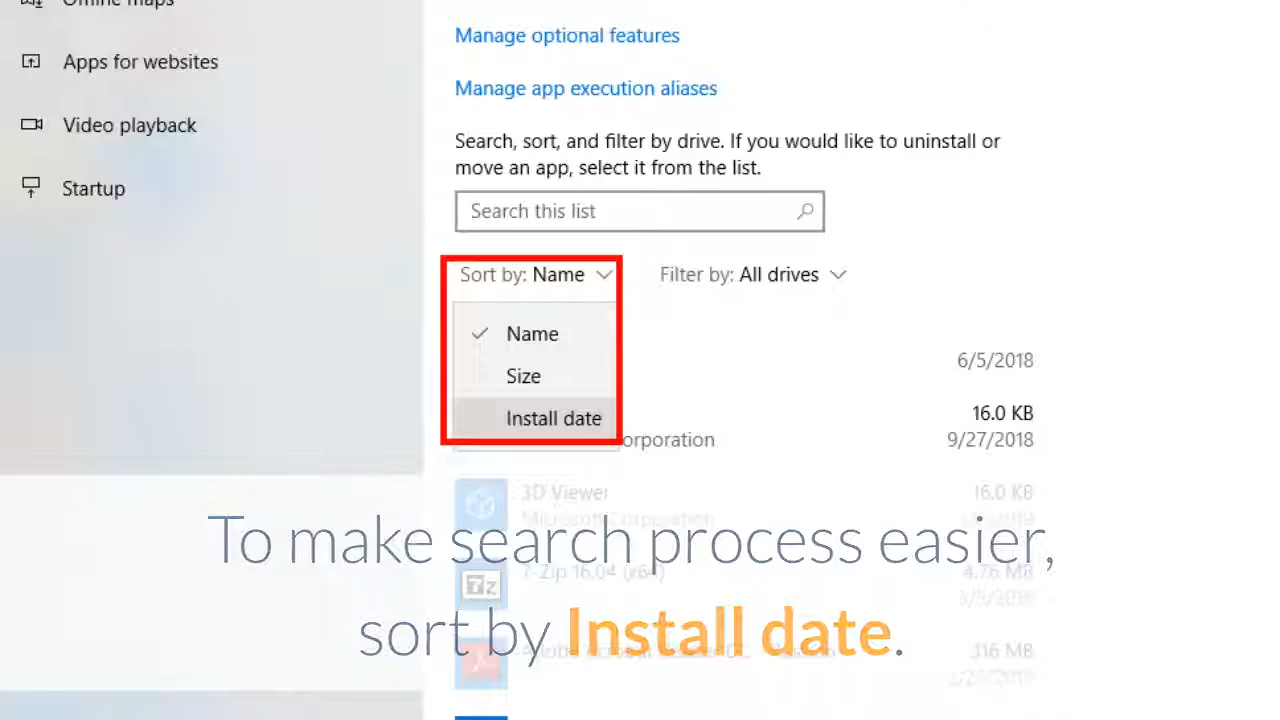 Offline maps
Apps for websites
Video playback
Startup
Manage optional features
Manage app execution aliases
Search, sort, and filter by drive. If you would like to uninstall or
move an app, select it from the list.
Search this list
Sort by: Name
Filter by: All drives
Name
Size
Install date
6/5/2018
16.0 KB
orporation
9/27/2018
3D Viewer
16.0 KB
Microsoft Corporation
7-Zip 16.04 (x64)
4.76 MB
316 MB
To make search process easier,
sort by Install date.